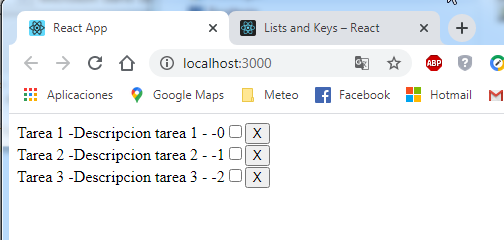 React App
Lists and Keys – React
localhost:3000
ABP
Aplicaciones
Google Maps
Meteo
Facebook
Hotmail
Tarea 1 -Descripcion tarea 1 - -0 X
Tarea 2 -Descripcion tarea 2 - -1 X
Tarea 3 -Descripcion tarea 3 - -2 X